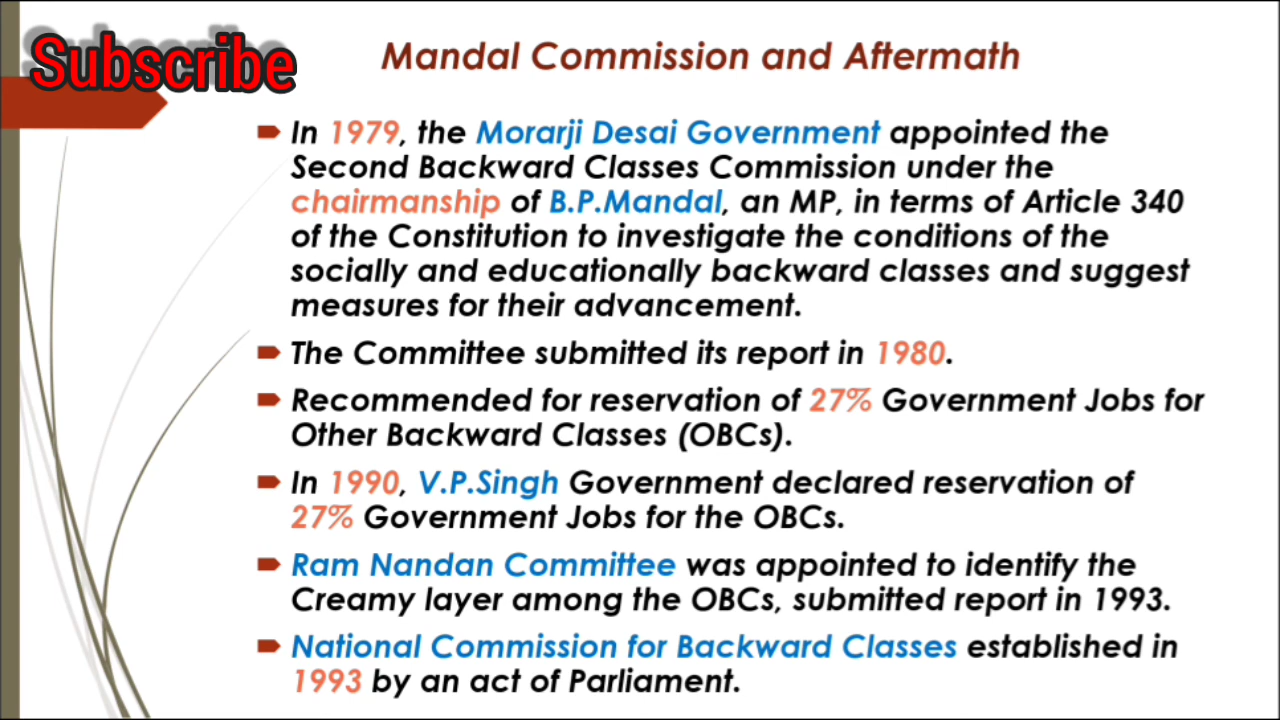 Subscribe
Mandal Commission and Aftermath
In 1979, the Morarji Desai Government appointed the
Second Backward Classes Commission under the
chairmanship of B.P.Mandal, an MP, in terms of Article 340
of the Constitution to investigate the conditions of the
socially and educationally backward classes and suggest
measures for their advancement.
The Committee submitted its report in 1980.
Recommended for reservation of 27% Government Jobs for
Other Backward Classes (OBCs).
In 1990, V.P.Singh Government declared reservation of
27% Government Jobs for the OBCs.
Ram Nandan Committee was appointed to identify the
Creamy layer among the OBCs, submitted report in 1993.
National Commission for Backward Classes established in
1993 by an act of Parliament.